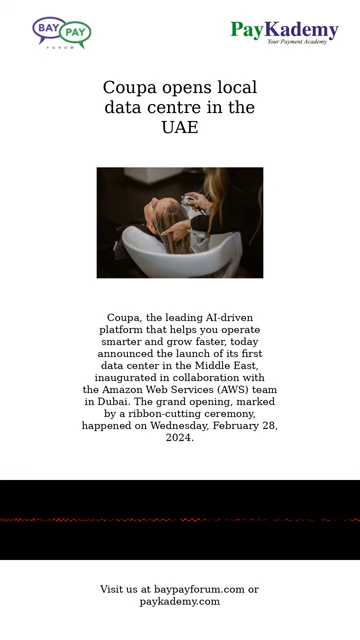 BAY
PAY
FORUM
PayKademy
Your Payment Academy
Coupa opens local
data centre in the
UAE
Coupa, the leading AI-driven
platform that helps you operate
smarter and grow faster, today
announced the launch of its first
data center in the Middle East,
inaugurated in collaboration with
the Amazon Web Services (AWS) team
in Dubai. The grand opening, marked
by a ribbon-cutting ceremony,
happened on Wednesday, February 28,
2024.
Visit us at baypayforum.com or
paykademy.com